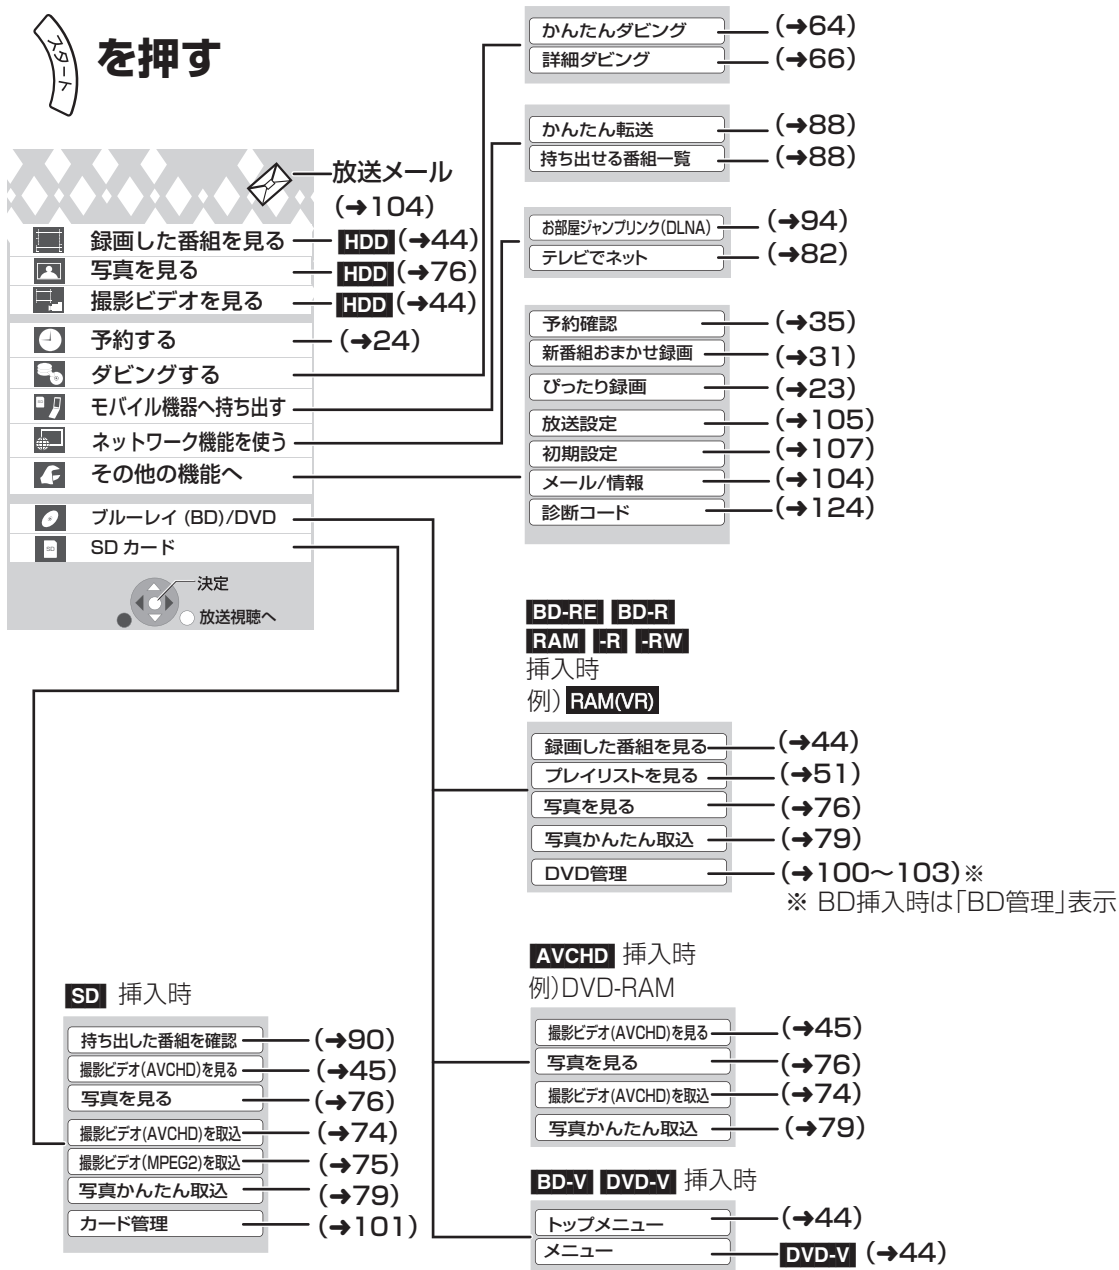 スタート を押す
放送メール
(→104)
録画した番組を見る HDD (→44)
写真を見る HDD (→76)
撮影ビデオを見る HDD (→44)
予約する (→24)
ダビングする
モバイル機器へ持ち出す
ネットワーク機能を使う
その他の機能へ
ブルーレイ (BD)/DVD
SD カード
決定
放送視聴へ
かんたんダビング (→64)
詳細ダビング (→66)
かんたん転送 (→88)
持ち出せる番組一覧 (→88)
お部屋ジャンプリンク(DLNA) (→94)
テレビでネット (→82)
予約確認 (→35)
新番組おまかせ録画 (→31)
ぴったり録画 (→23)
放送設定 (→105)
初期設定 (→107)
メール/情報 (→104)
診断コード (→124)
BD-RE BD-R
RAM -R -RW
挿入時
例) RAM(VR)
録画した番組を見る (→44)
プレイリストを見る (→51)
写真を見る (→76)
写真かんたん取込 (→79)
DVD管理 (→100～103)※
※ BD挿入時は「BD管理」表示
AVCHD 挿入時
例)DVD-RAM
撮影ビデオ(AVCHD)を見る (→45)
写真を見る (→76)
撮影ビデオ(AVCHD)を取込 (→74)
写真かんたん取込 (→79)
BD-V DVD-V 挿入時
トップメニュー (→44)
メニュー DVD-V (→44)
SD 挿入時
持ち出した番組を確認 (→90)
撮影ビデオ(AVCHD)を見る (→45)
写真を見る (→76)
撮影ビデオ(AVCHD)を取込 (→74)
撮影ビデオ(MPEG2)を取込 (→75)
写真かんたん取込 (→79)
カード管理 (→101)